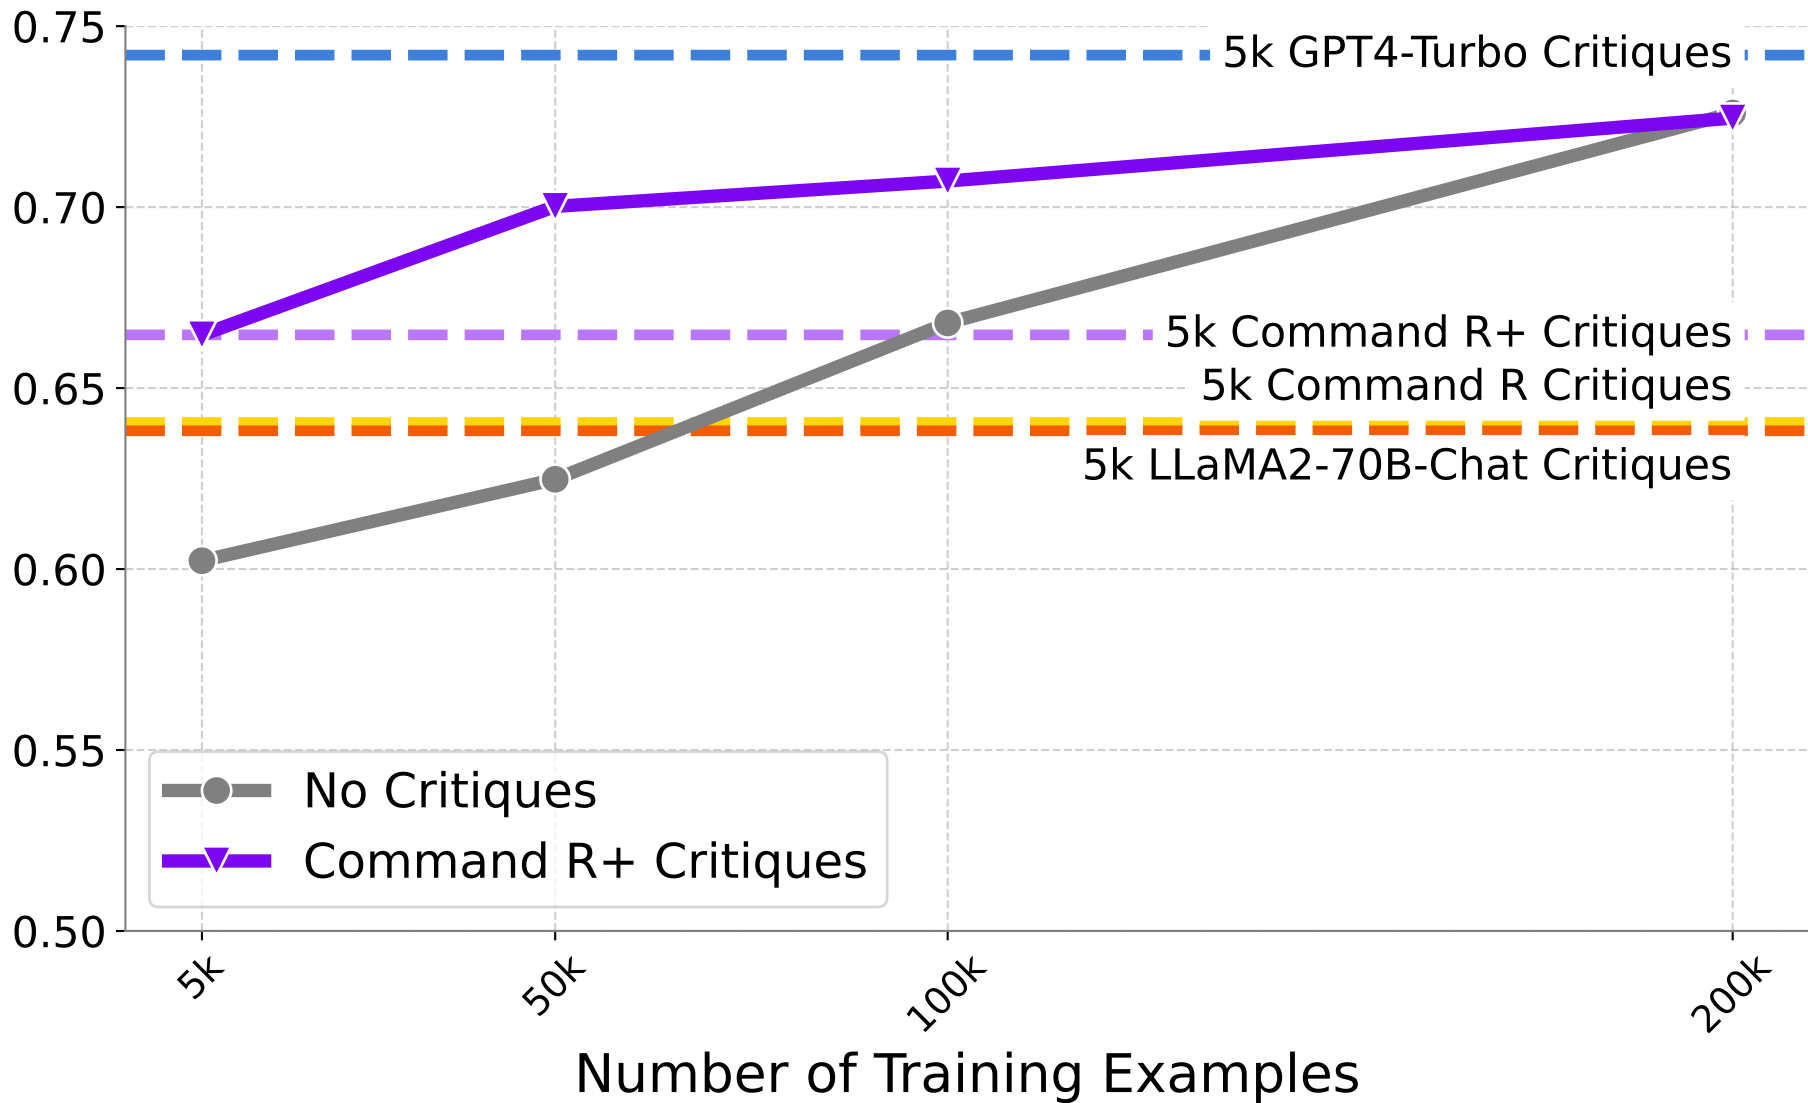 0.75
5k GPT4-Turbo Critiques
0.70
5k Command R+ Critiques
0.65
5k Command R Critiques
5k LLaMA2-70B-Chat Critiques
0.60
0.55
No Critiques
Command R+ Critiques
0.50
5k
50k
100k
200k
Number of Training Examples